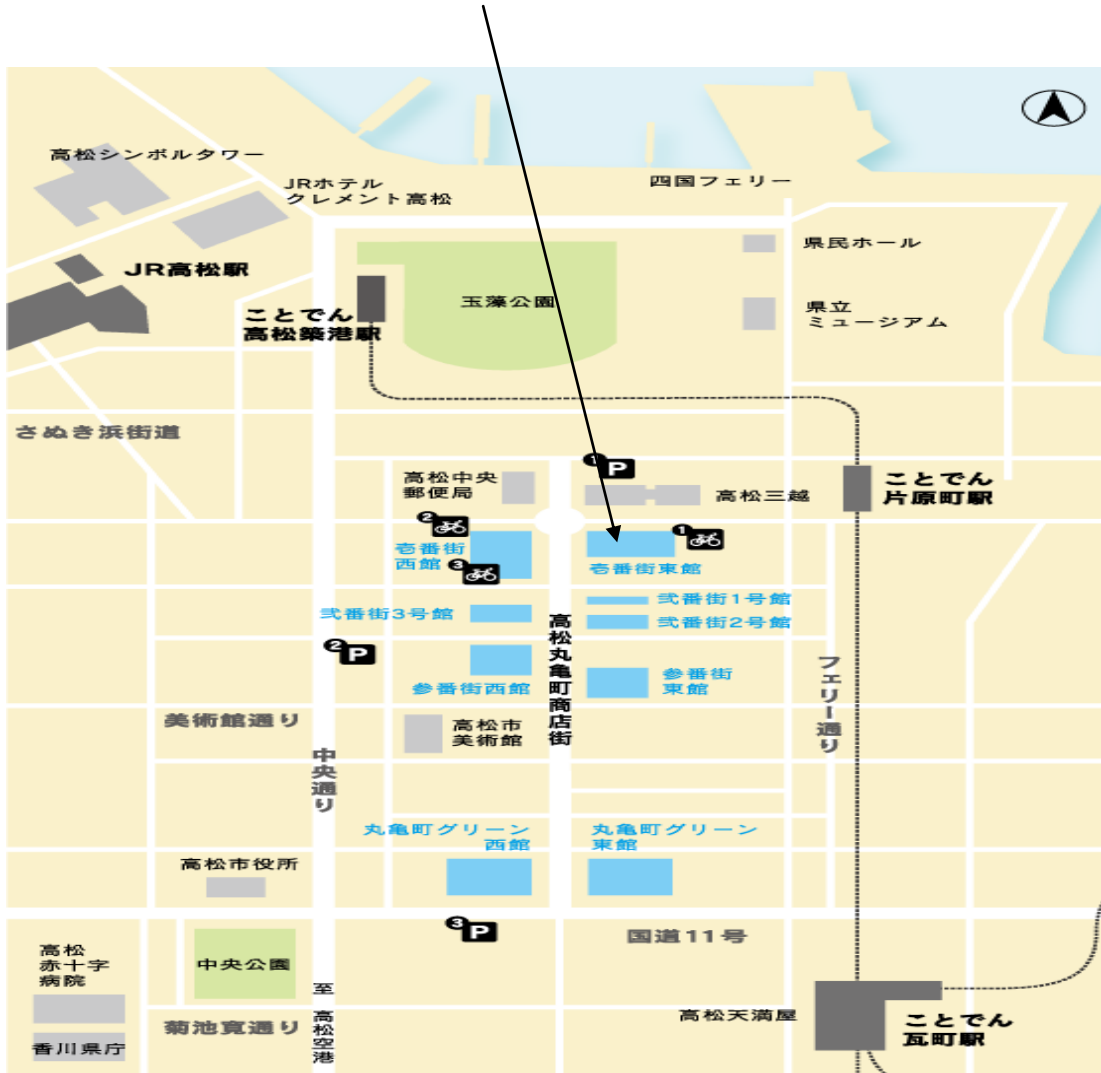 高松シンボルタワー
JRホテル
クレメント高松
四国フェリー
県民ホール
JR高松駅
ことでん
高松築港駅
玉藻公園
県立
ミュージアム
さぬき浜街道
高松中央
郵便局
1
P
高松三越
ことでん
片原町駅
2
壱番街
西館
3
1
壱番街東館
弐番街3号館
弐番街1号館
弐番街2号館
高松丸亀町商店街
2
P
参番街西館
参番街
東館
フェリー通り
美術館通り
高松市
美術館
中央通り
丸亀町グリーン
西館
丸亀町グリーン
東館
高松市役所
3
P
国道11号
高松
赤十字
病院
中央公園
至 高松空港
高松天満屋
ことでん
瓦町駅
菊池寛通り
香川県庁